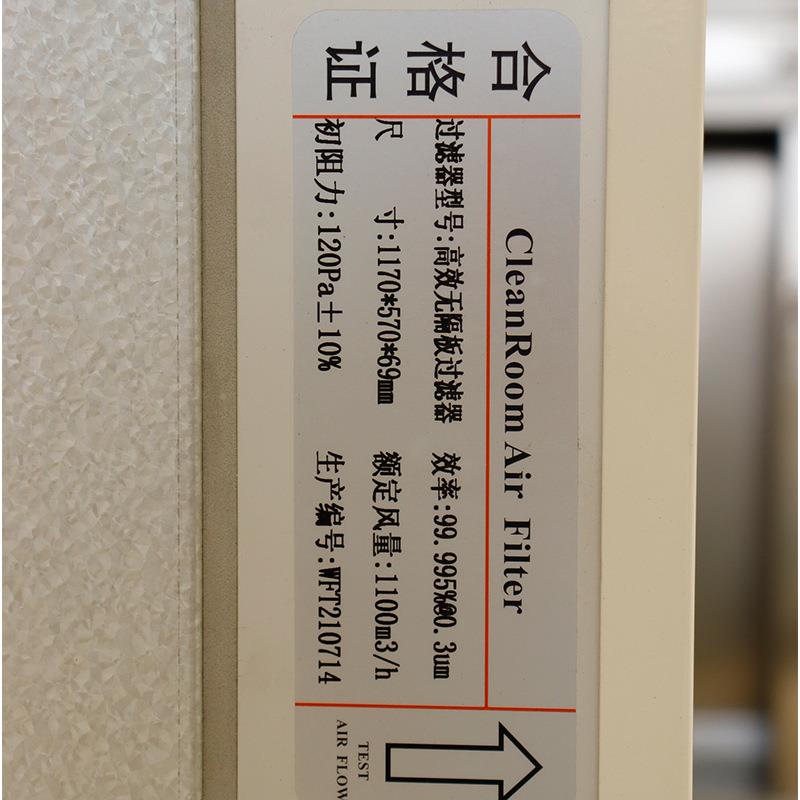 合格证
CleanRoom Air Filter
过滤器型号:高效无隔板过滤器 效率:99.995%@0.3um
尺 寸:1170*570*69mm 额定风量:1100m3/h
初阻力:120Pa±10% 生产编号:WFT210714
TEST
AIR FLOW